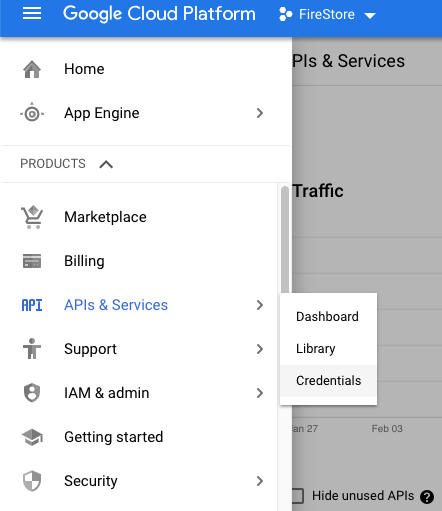 Google Cloud Platform FireStore
Home
PIs & Services
App Engine
PRODUCTS
Traffic
Marketplace
Billing
API APIs & Services
Dashboard
Support
Library
IAM & admin
Credentials
Getting started
an 27 Feb 03
Security
Hide unused APIs ?